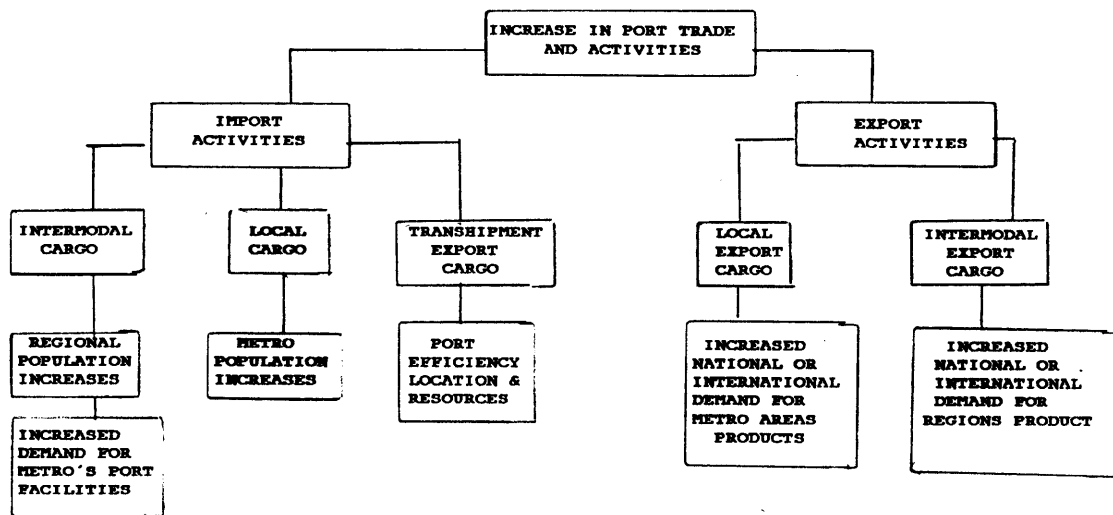 INCREASE IN PORT TRADE
AND ACTIVITIES
IMPORT
ACTIVITIES
EXPORT
ACTIVITIES
INTERMODAL
CARGO
LOCAL
CARGO
TRANSHIPMENT
EXPORT
CARGO
LOCAL
EXPORT
CARGO
INTERMODAL
EXPORT
CARGO
REGIONAL
POPULATION
INCREASES
METRO
POPULATION
INCREASES
PORT
EFFICIENCY
LOCATION &
RESOURCES
INCREASED
NATIONAL OR
INTERNATIONAL
DEMAND FOR
METRO AREAS
PRODUCTS
INCREASED
NATIONAL OR
INTERNATIONAL
DEMAND FOR
REGIONS PRODUCT
INCREASED
DEMAND FOR
METRO'S PORT
FACILITIES